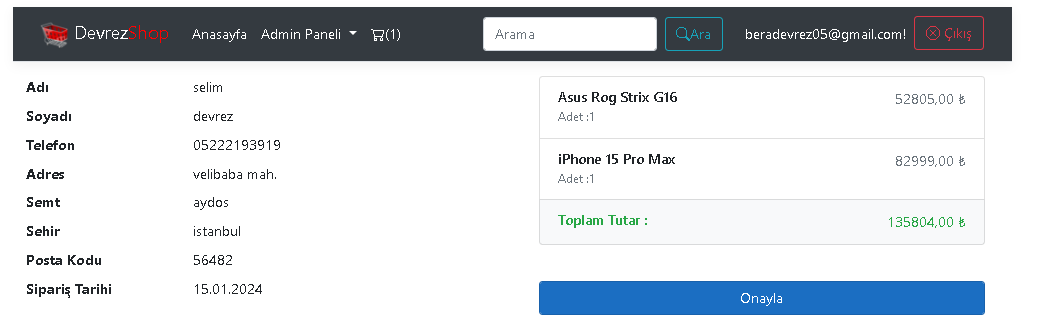 DevrezShop Anasayfa Admin Paneli (1) Arama Ara beradevrez05@gmail.com! Çıkış
Adı selim
Soyadı devrez
Telefon 05222193919
Adres velibaba mah.
Semt aydos
Sehir istanbul
Posta Kodu 56482
Sipariş Tarihi 15.01.2024
Asus Rog Strix G16 52805,00 ₺
Adet :1
iPhone 15 Pro Max 82999,00 ₺
Adet :1
Toplam Tutar : 135804,00 ₺
Onayla